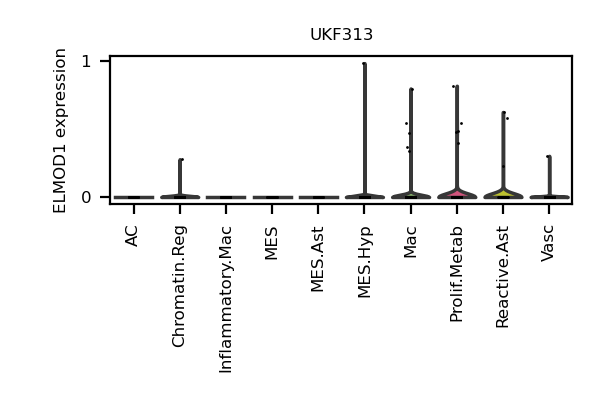 UKF313
ELMOD1 expression
1
0
AC
Chromatin.Reg
Inflammatory.Mac
MES
MES.Ast
MES.Hyp
Mac
Prolif.Metab
Reactive.Ast
Vasc